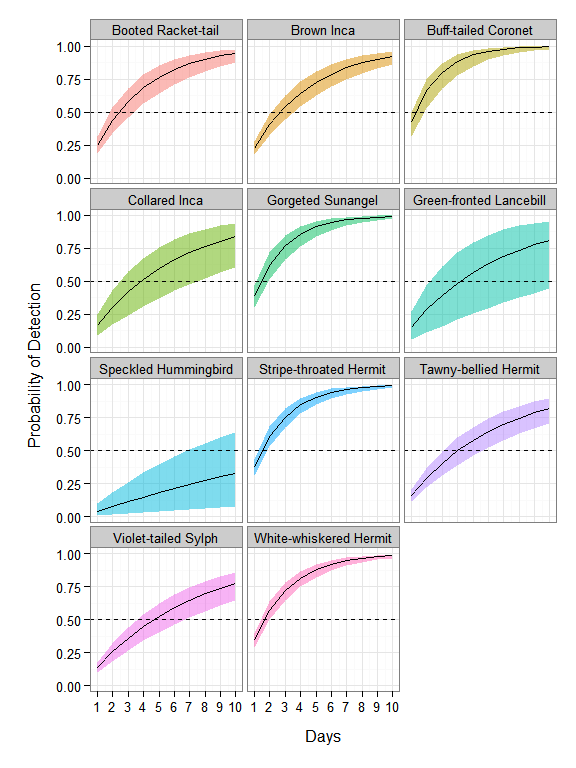 Booted Racket-tail Brown Inca Buff-tailed Coronet
1.00
0.75
0.50
0.25
0.00
Collared Inca Gorgeted Sunangel Green-fronted Lancebill
1.00
0.75
0.50
0.25
0.00
Speckled Hummingbird Stripe-throated Hermit Tawny-bellied Hermit
1.00
0.75
0.50
0.25
0.00
Violet-tailed Sylph White-whiskered Hermit
1.00
0.75
0.50
0.25
0.00
1 2 3 4 5 6 7 8 9 10 1 2 3 4 5 6 7 8 9 10
Days
Probability of Detection